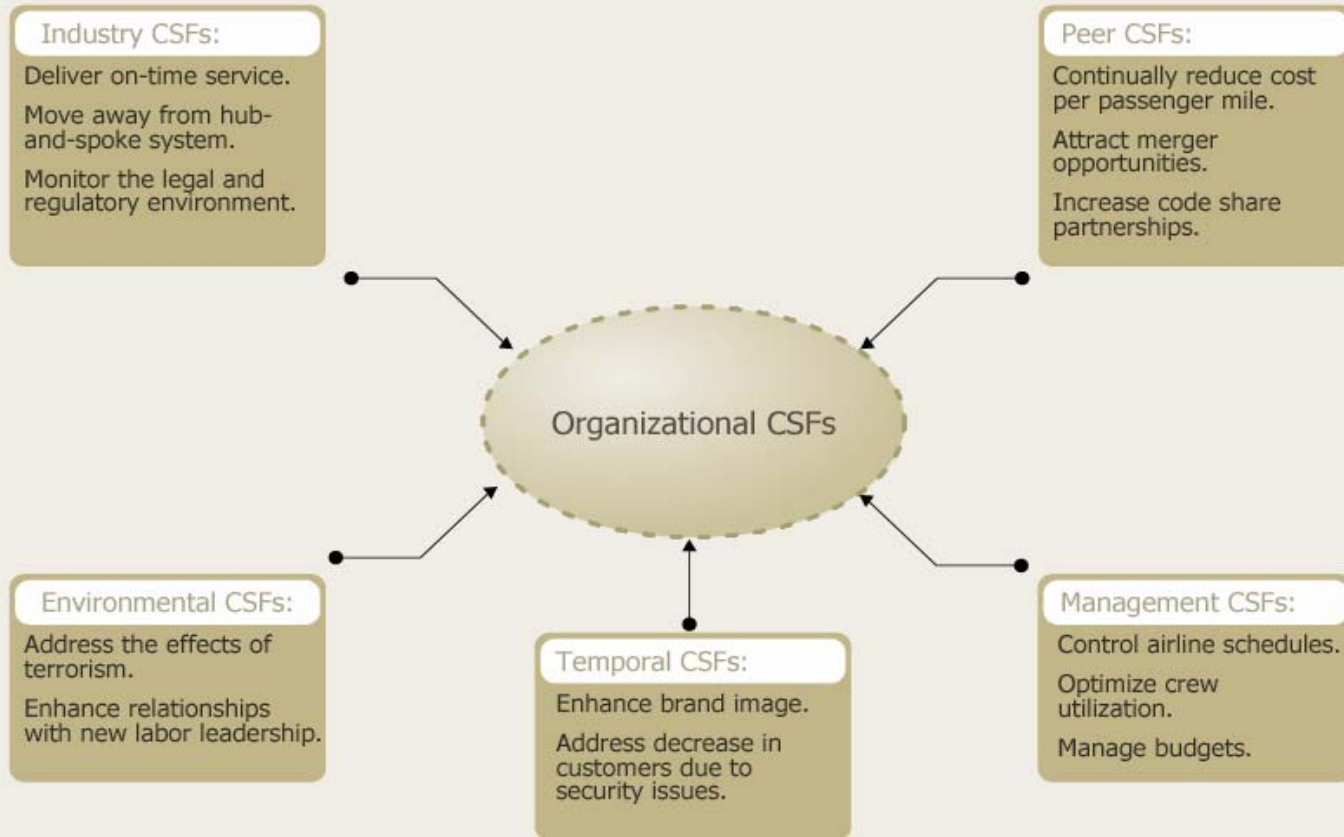 Industry CSFs:
Deliver on-time service.
Move away from hub-
and-spoke system.
Monitor the legal and
regulatory environment.
Peer CSFs:
Continually reduce cost
per passenger mile.
Attract merger
opportunities.
Increase code share
partnerships.
Organizational CSFs
Environmental CSFs:
Address the effects of
terrorism.
Enhance relationships
with new labor leadership.
Temporal CSFs:
Enhance brand image.
Address decrease in
customers due to
security issues.
Management CSFs:
Control airline schedules.
Optimize crew
utilization.
Manage budgets.